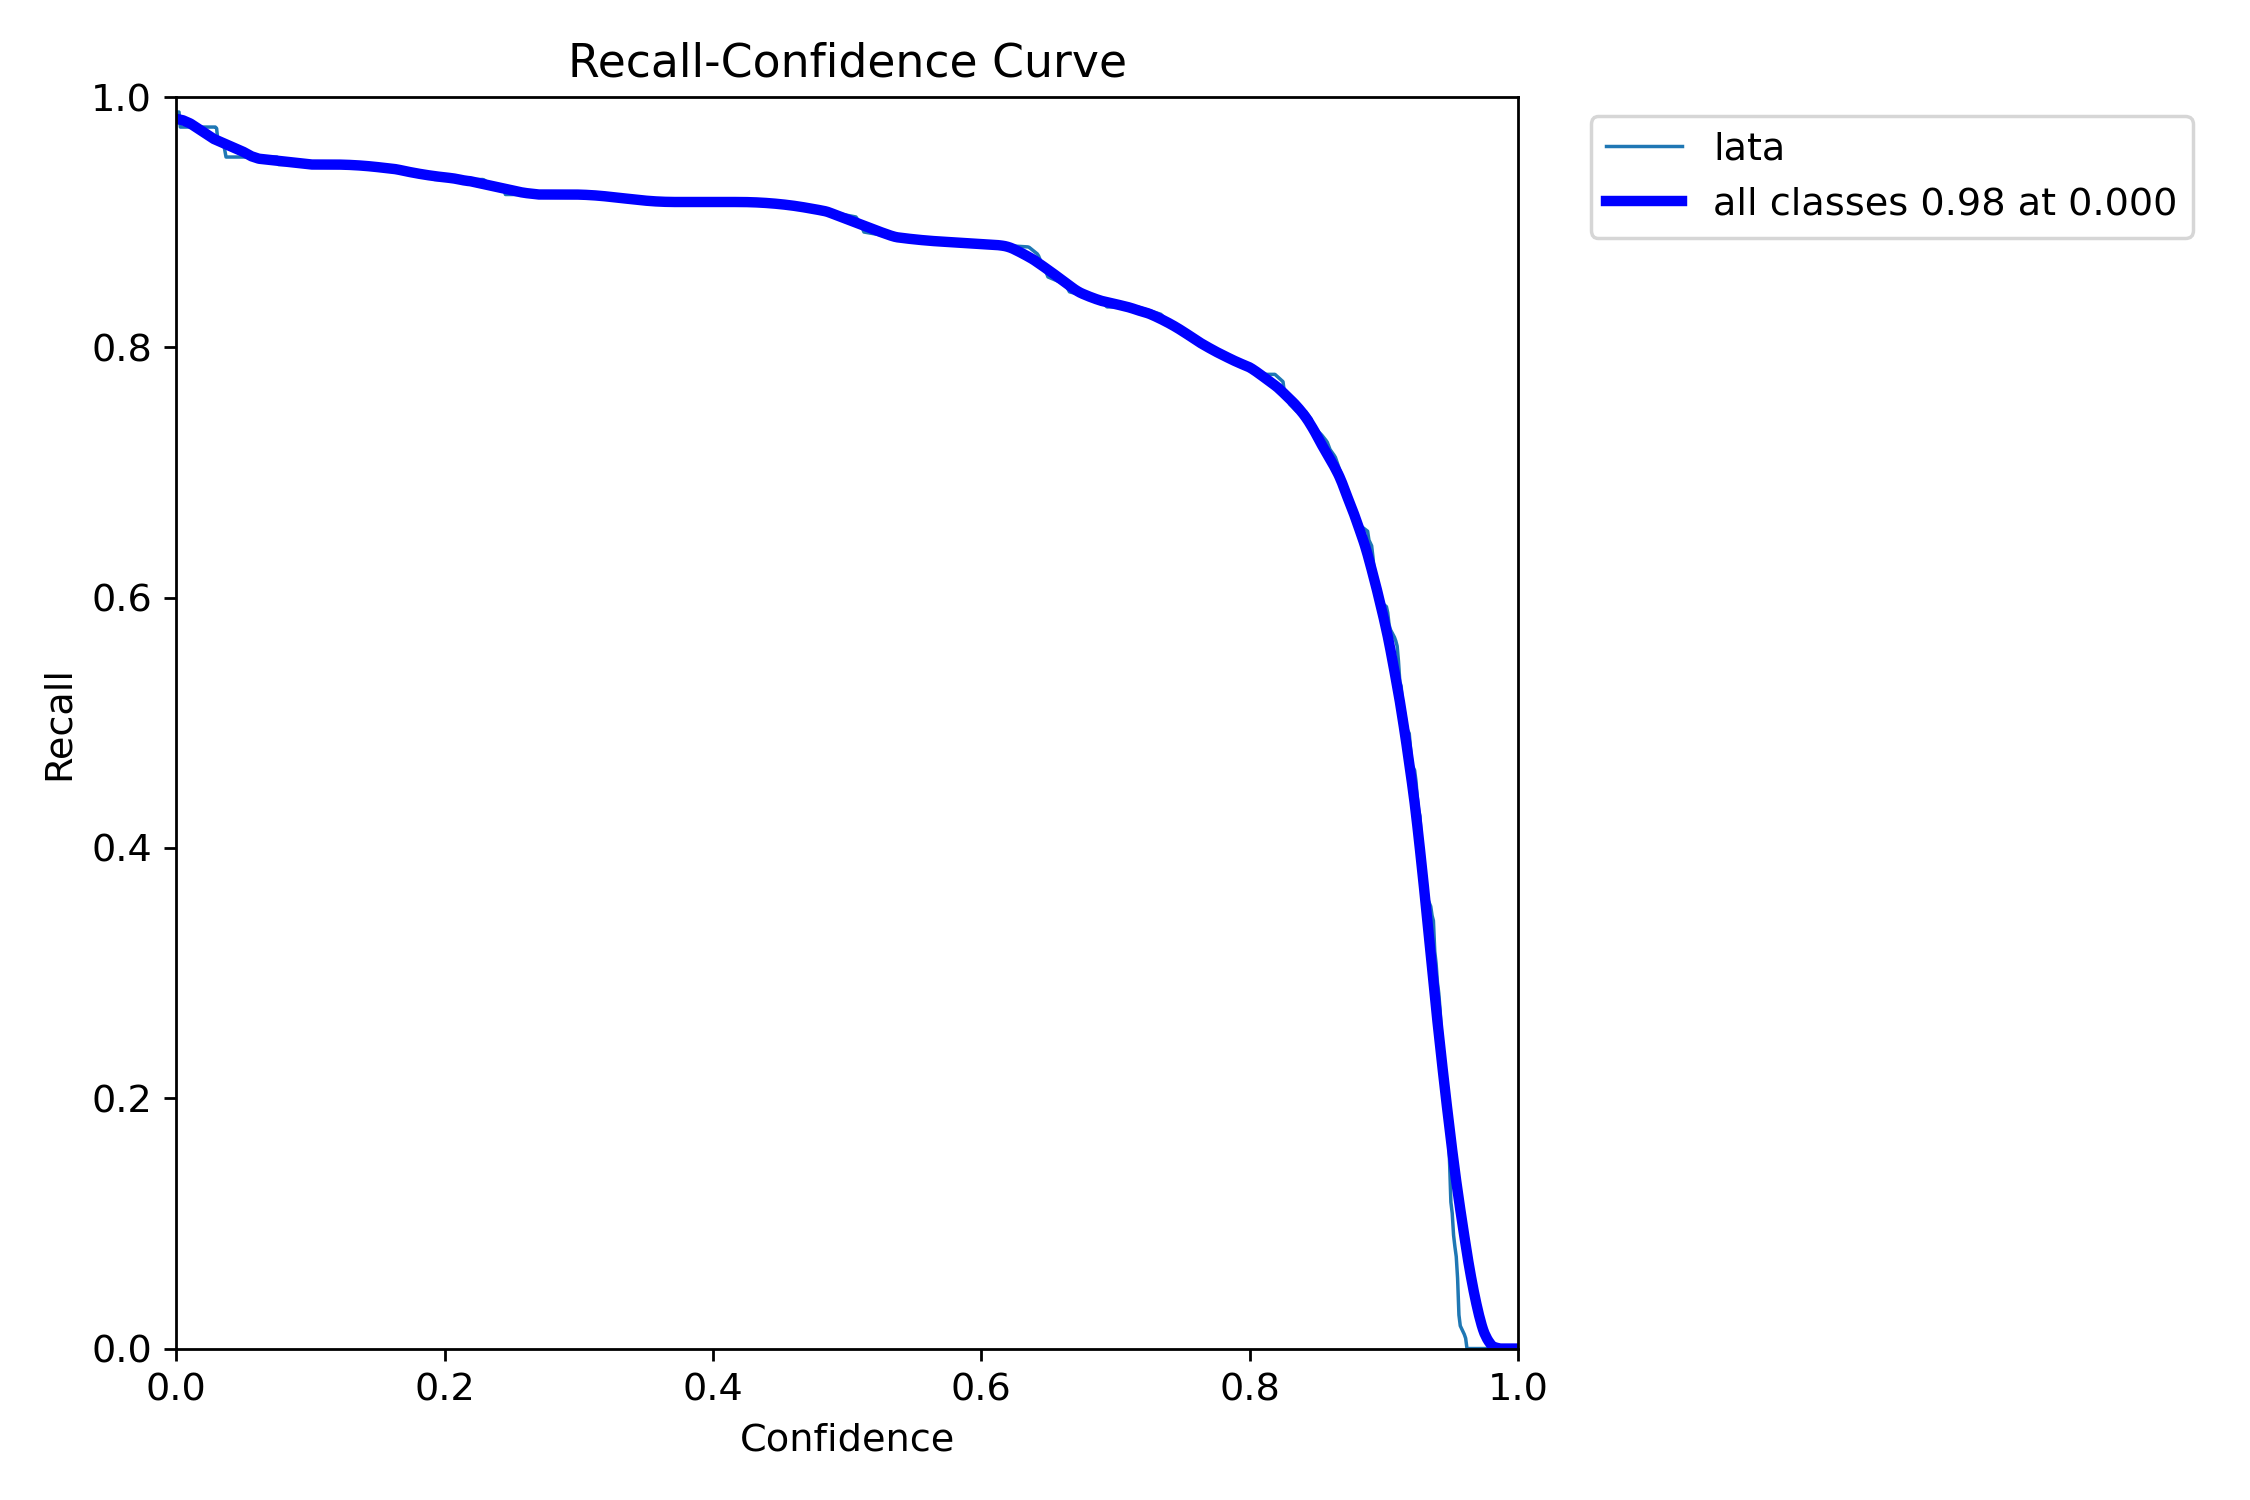 Recall-Confidence Curve
1.0
0.8
0.6
0.4
0.2
0.0
Recall
0.0 0.2 0.4 0.6 0.8 1.0
Confidence
lata
all classes 0.98 at 0.000